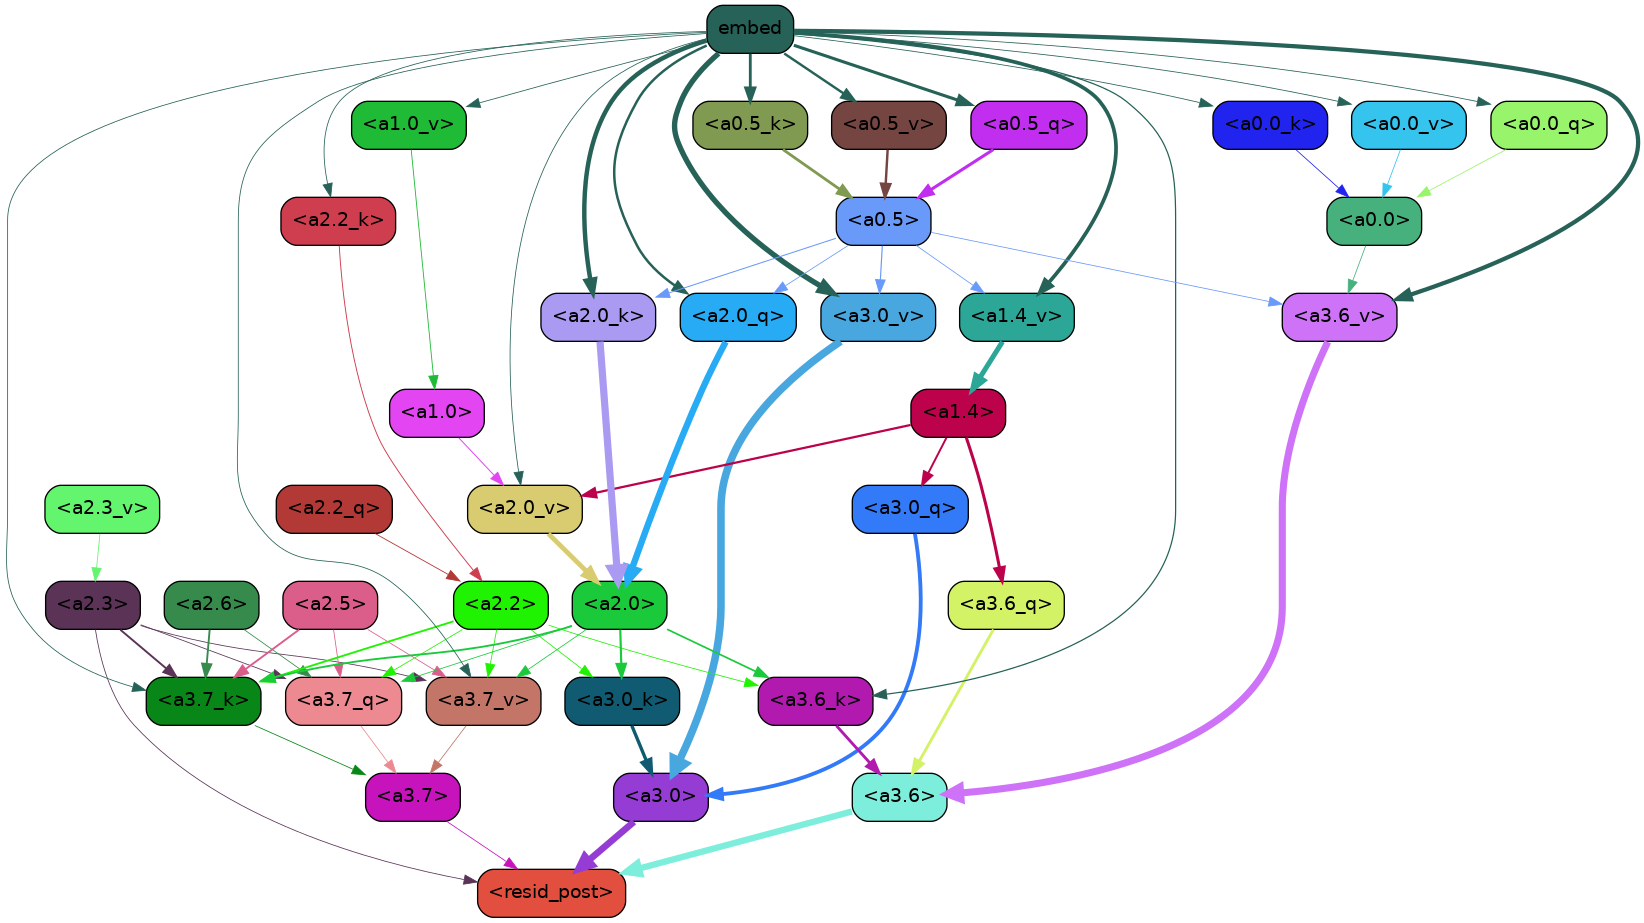 embed
<a1.0_v>
<a0.5_k>
<a0.5_v>
<a0.5_q>
<a0.0_k>
<a0.0_v>
<a0.0_q>
<a2.2_k>
<a0.5>
<a0.0>
<a2.0_k>
<a2.0_q>
<a3.0_v>
<a1.4_v>
<a3.6_v>
<a1.0>
<a1.4>
<a2.3_v>
<a2.2_q>
<a2.0_v>
<a3.0_q>
<a2.3>
<a2.6>
<a2.5>
<a2.2>
<a2.0>
<a3.6_q>
<a3.7_k>
<a3.7_q>
<a3.7_v>
<a3.0_k>
<a3.6_k>
<a3.7>
<a3.0>
<a3.6>
<resid_post>